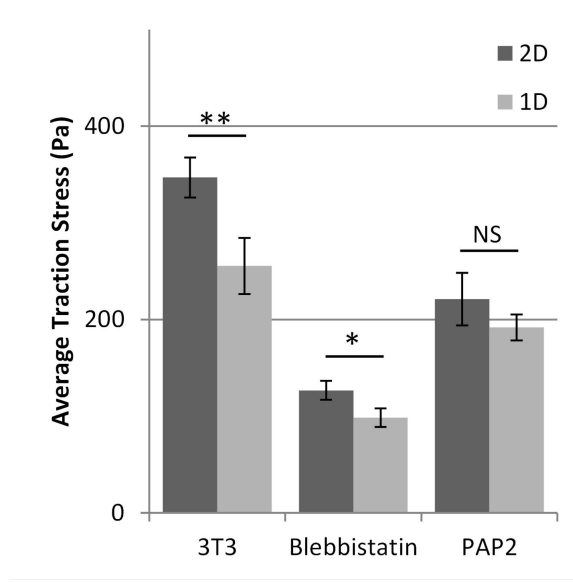 2D
1D
Average Traction Stress (Pa)
400
200
0
**
*
NS
3T3
Blebbistatin
PAP2